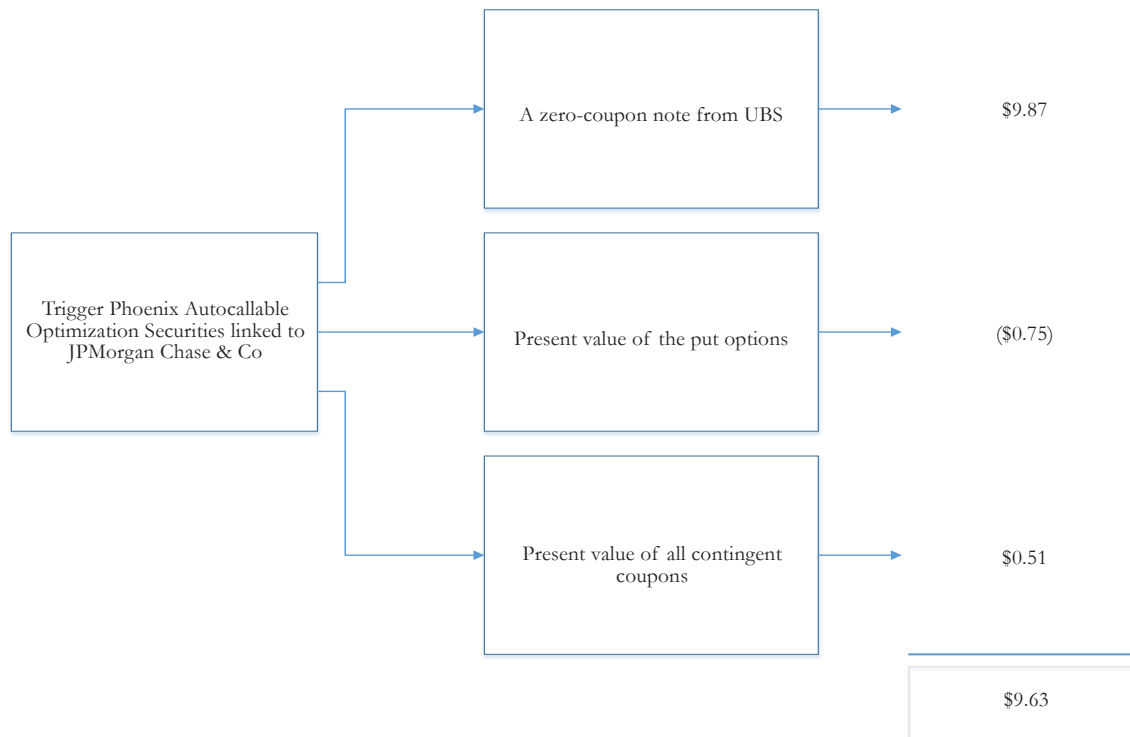 A zero-coupon note from UBS
$9.87
Trigger Phoenix Autocallable
Optimization Securities linked to
JPMorgan Chase & Co
Present value of the put options
($0.75)
Present value of all contingent
coupons
$0.51
$9.63